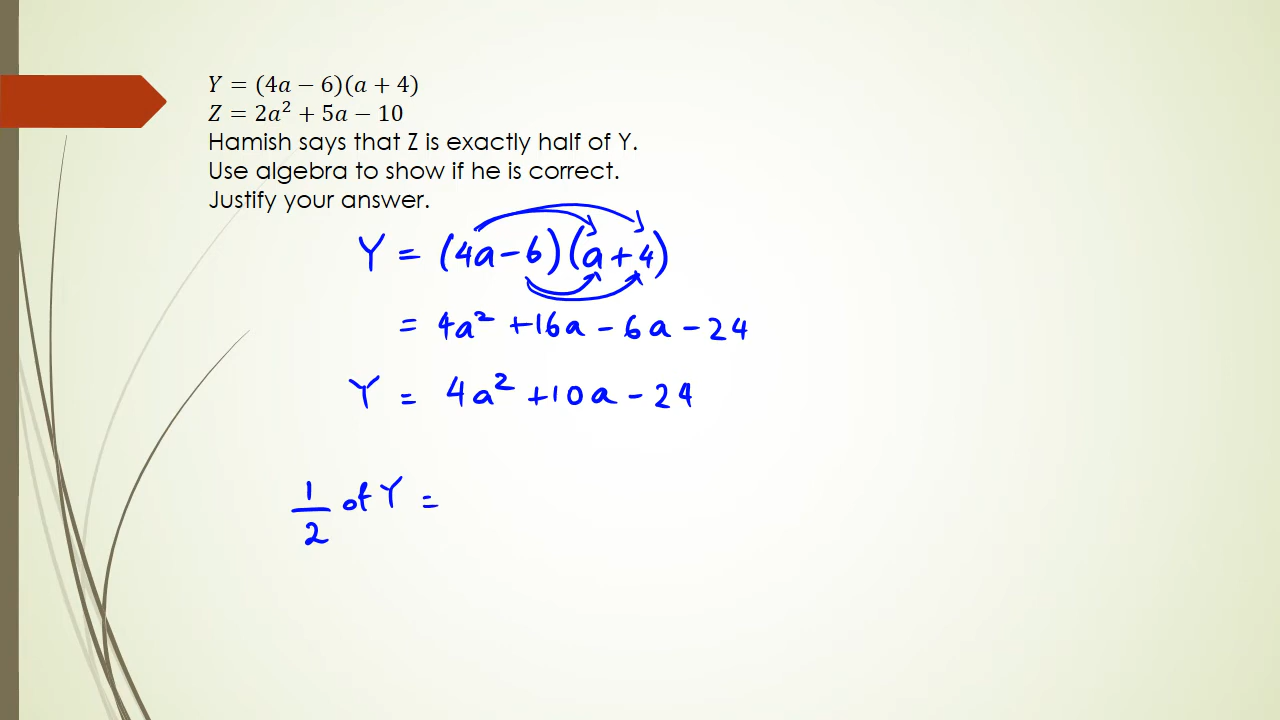 Y = (4a − 6)(a + 4)
Z = 2a² + 5a − 10
Hamish says that Z is exactly half of Y.
Use algebra to show if he is correct.
Justify your answer.
Y = (4a − 6)(a + 4)
= 4a² + 16a − 6a − 24
Y = 4a² + 10a − 24
1/2 of Y =